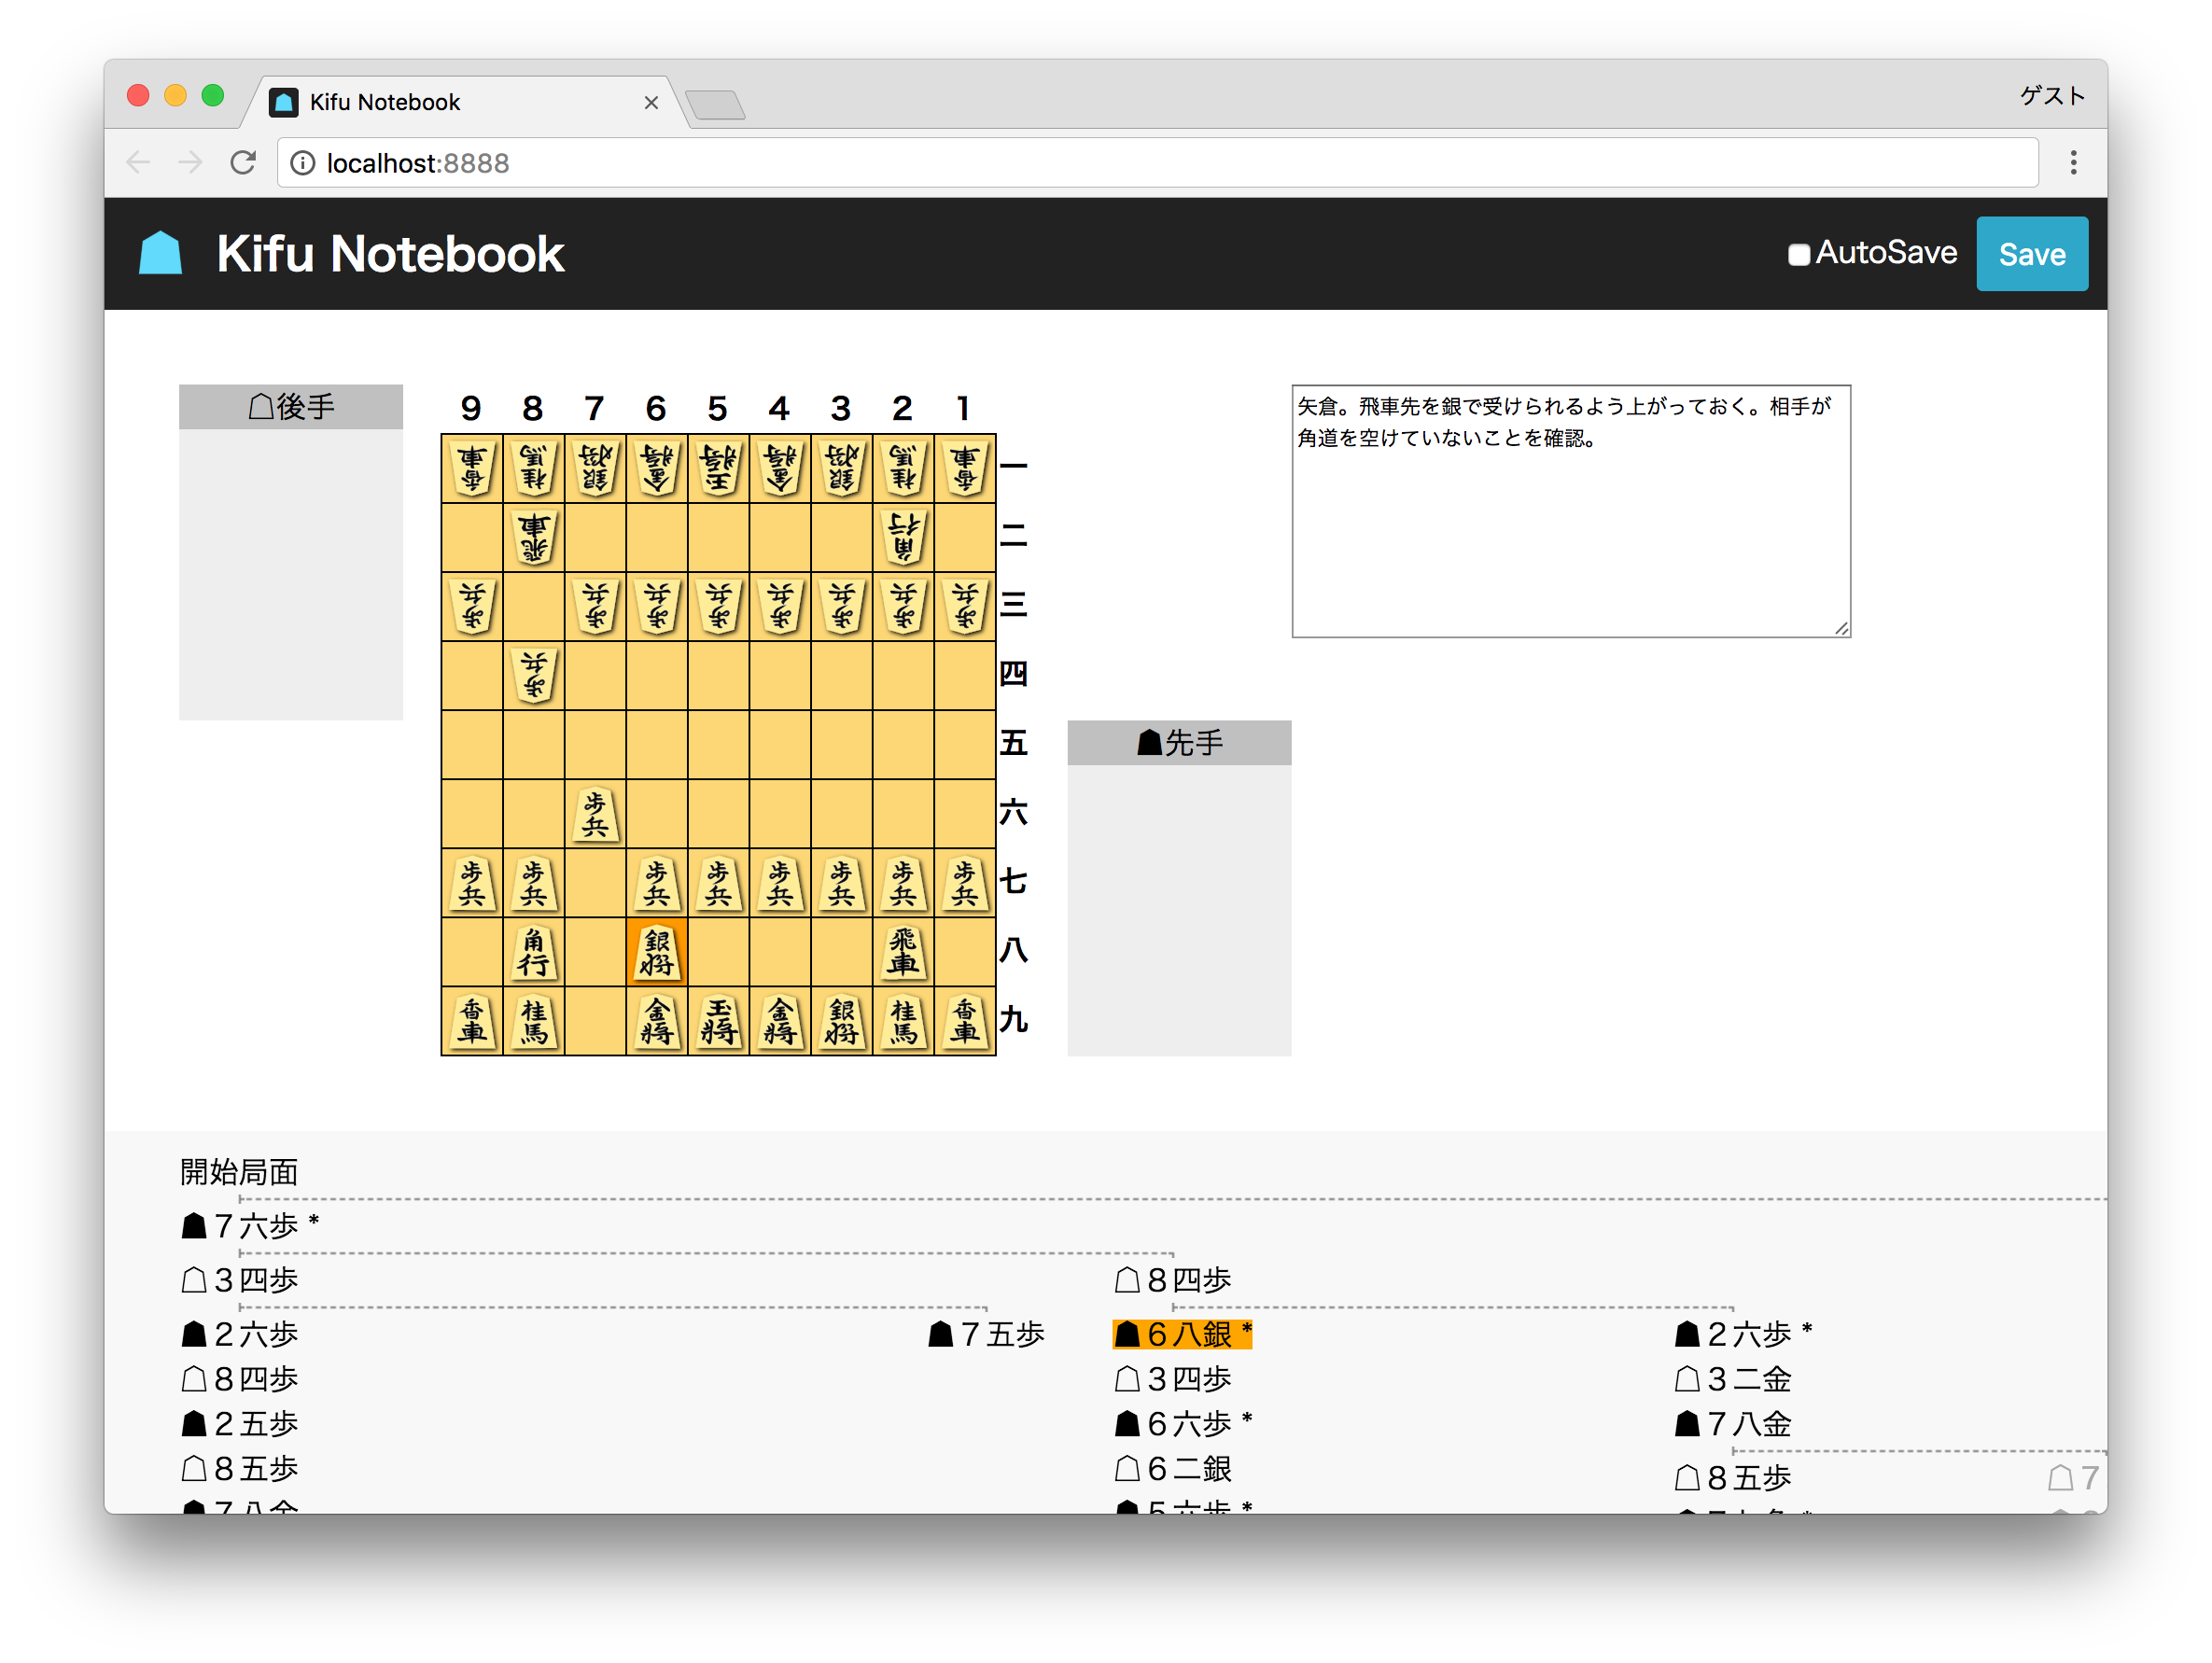 Kifu Notebook
ゲスト
localhost:8888
Kifu Notebook
AutoSave
Save
☖後手
9 8 7 6 5 4 3 2 1
香車 桂馬 銀将 金将 玉将 金将 銀将 桂馬 香車 一
飛車 角行 二
歩兵 歩兵 歩兵 歩兵 歩兵 歩兵 歩兵 歩兵 三
歩兵 四
五
歩兵 六
歩兵 歩兵 歩兵 歩兵 歩兵 歩兵 歩兵 歩兵 七
角行 銀将 飛車 八
香車 桂馬 金将 玉将 金将 銀将 桂馬 香車 九
矢倉。飛車先を銀で受けられるよう上がっておく。相手が
角道を空けていないことを確認。
☗先手
開始局面
☗7六歩 *
☖3四歩 ☖8四歩
☗2六歩 ☗7五歩 ☗6八銀 * ☗2六歩 *
☖8四歩 ☖3四歩 ☖3二金
☗2五歩 ☗6六歩 * ☗7八金
☖8五歩 ☖6二銀 ☖8五歩 ☖7
☗7八金 ☗5六歩 *